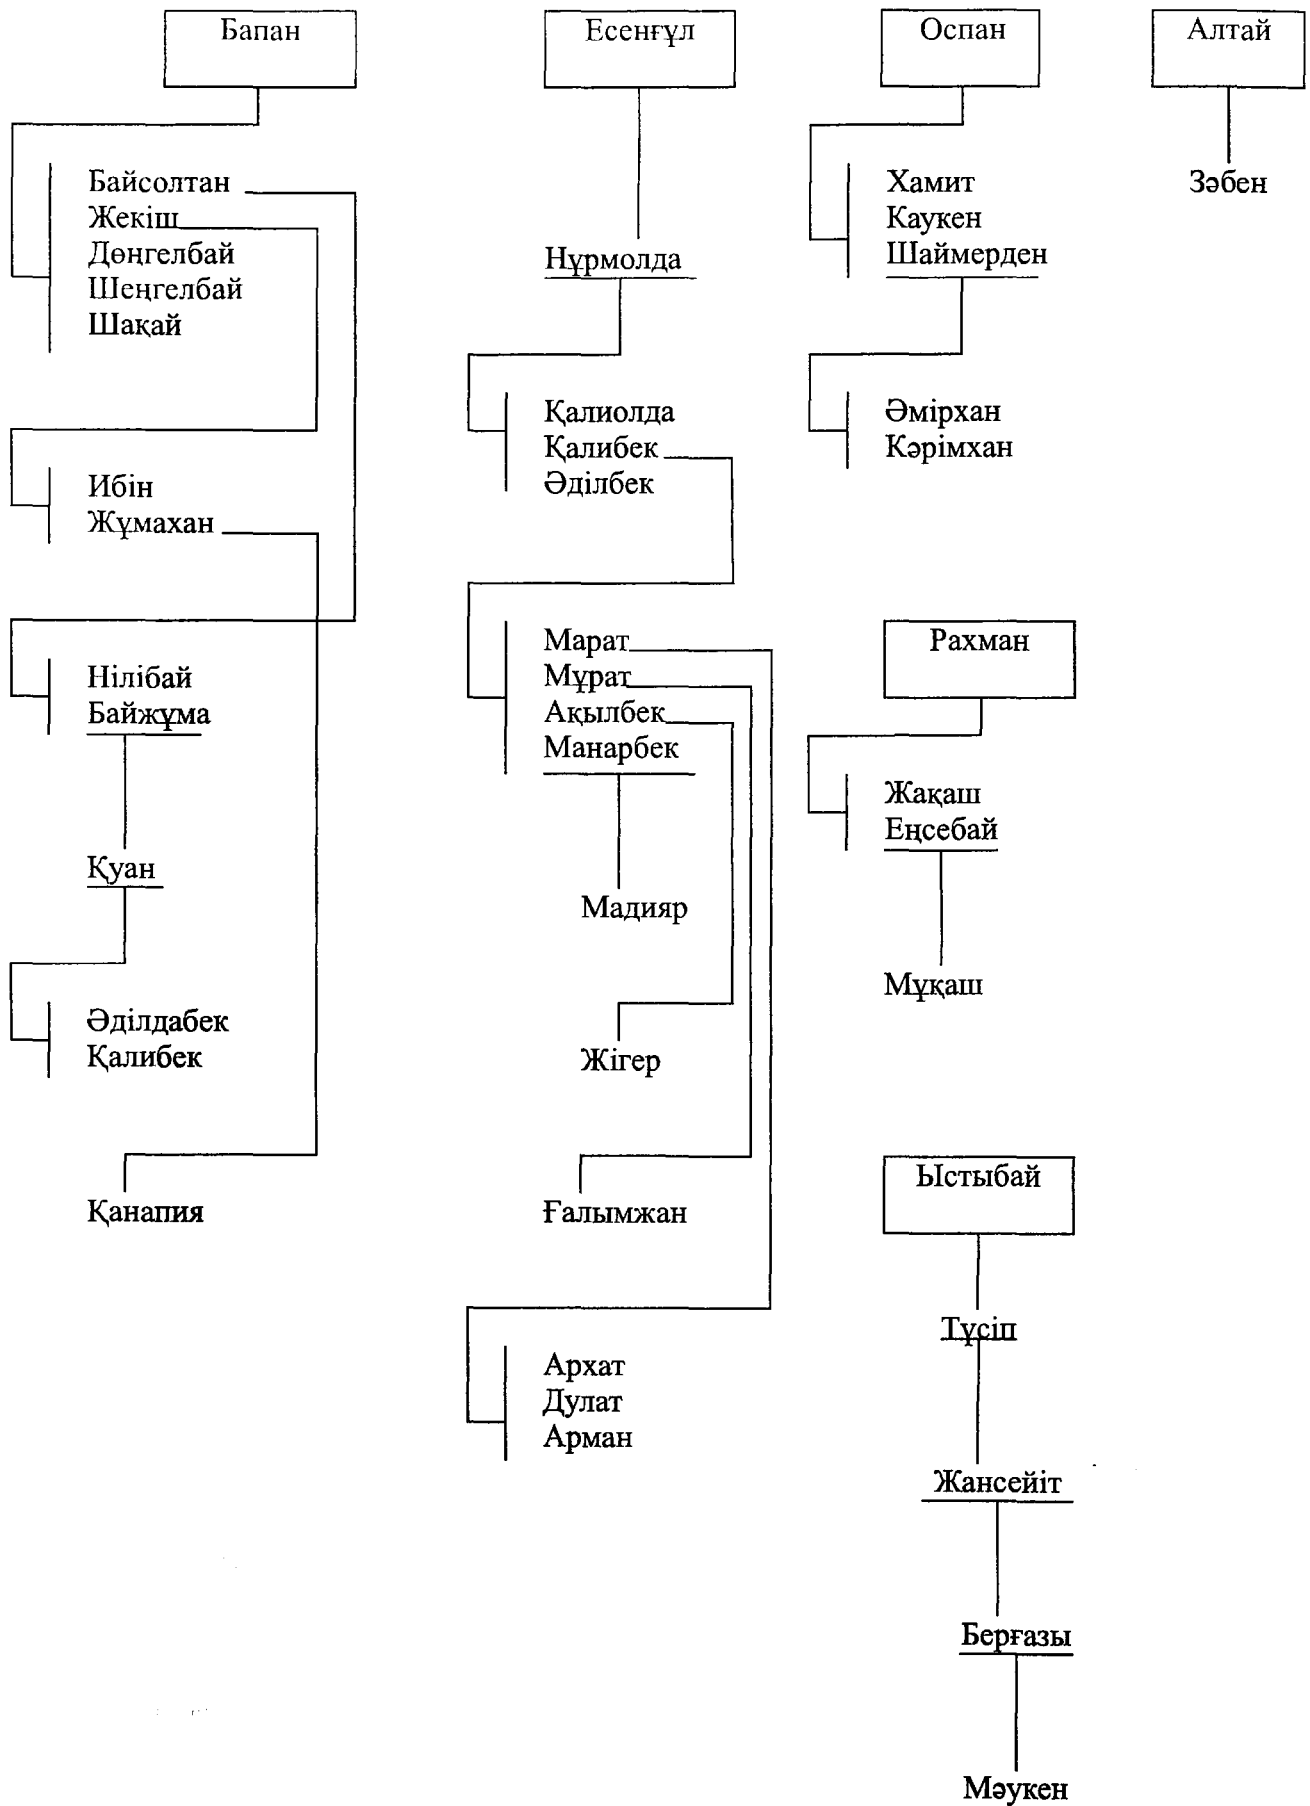 Бапан
Байсолтан
Жекіш
Дөңгелбай
Шеңгелбай
Шақай
Ибін
Жұмахан
Нілібай
Байжұма
Қуан
Әділдабек
Қалибек
Қанапия
Есенғұл
Нұрмолда
Қалиолда
Қалибек
Әділбек
Марат
Мұрат
Ақылбек
Манарбек
Мадияр
Жігер
Ғалымжан
Архат
Дулат
Арман
Оспан
Хамит
Каукен
Шаймерден
Әмірхан
Кәрімхан
Алтай
Зәбен
Рахман
Жақаш
Еңсебай
Мұқаш
Ыстыбай
Түсіп
Жансейіт
Берғазы
Мәукен